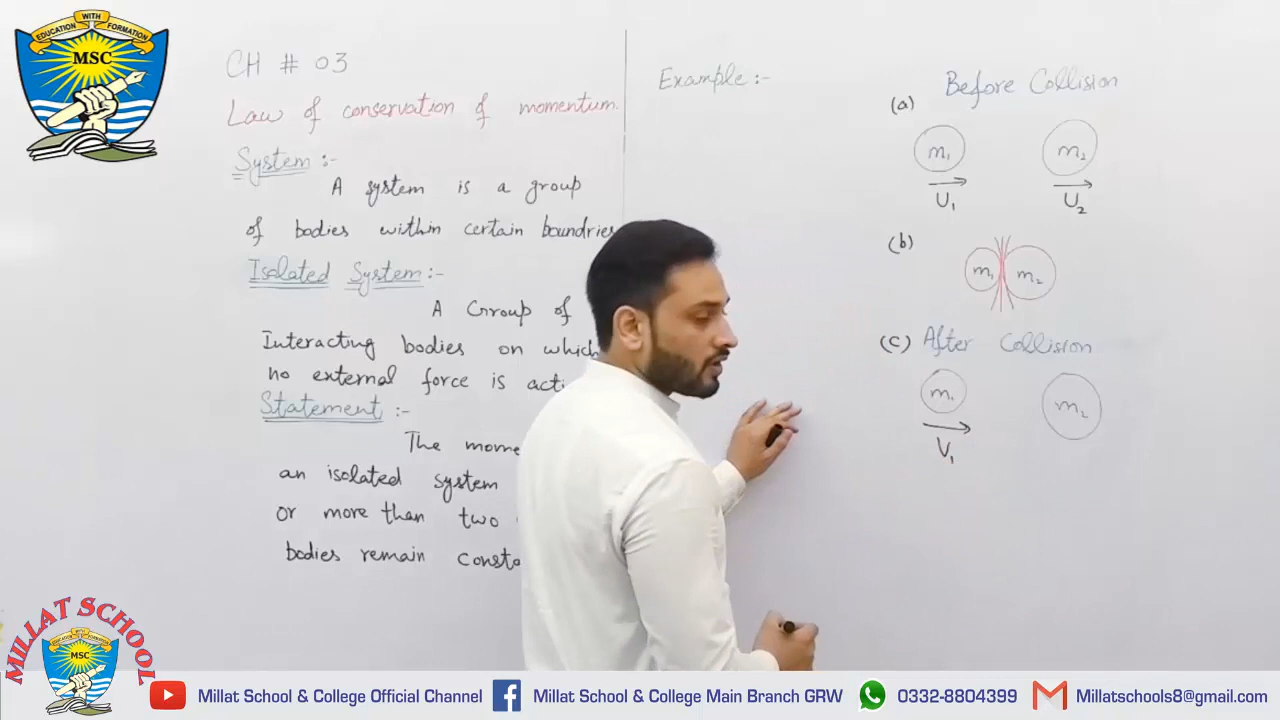 EDUCATION WITH FORMATION
MSC
CH # 03
Law of conservation of momentum.
System :-
A system is a group
of bodies within certain boundries
Isolated System :-
A Group of
Interacting bodies on which
no external force is acti
Statement :-
The mome
an isolated system
or more than two
bodies remain consta
Example :-
Before Collision
(a)
m1
m2
U1
U2
(b)
m1
m2
(c) After Collision
m1
m2
V1
MILLAT SCHOOL
MSC
Millat School & College Official Channel
Millat School & College Main Branch GRW
0332-8804399
Millatschools8@gmail.com